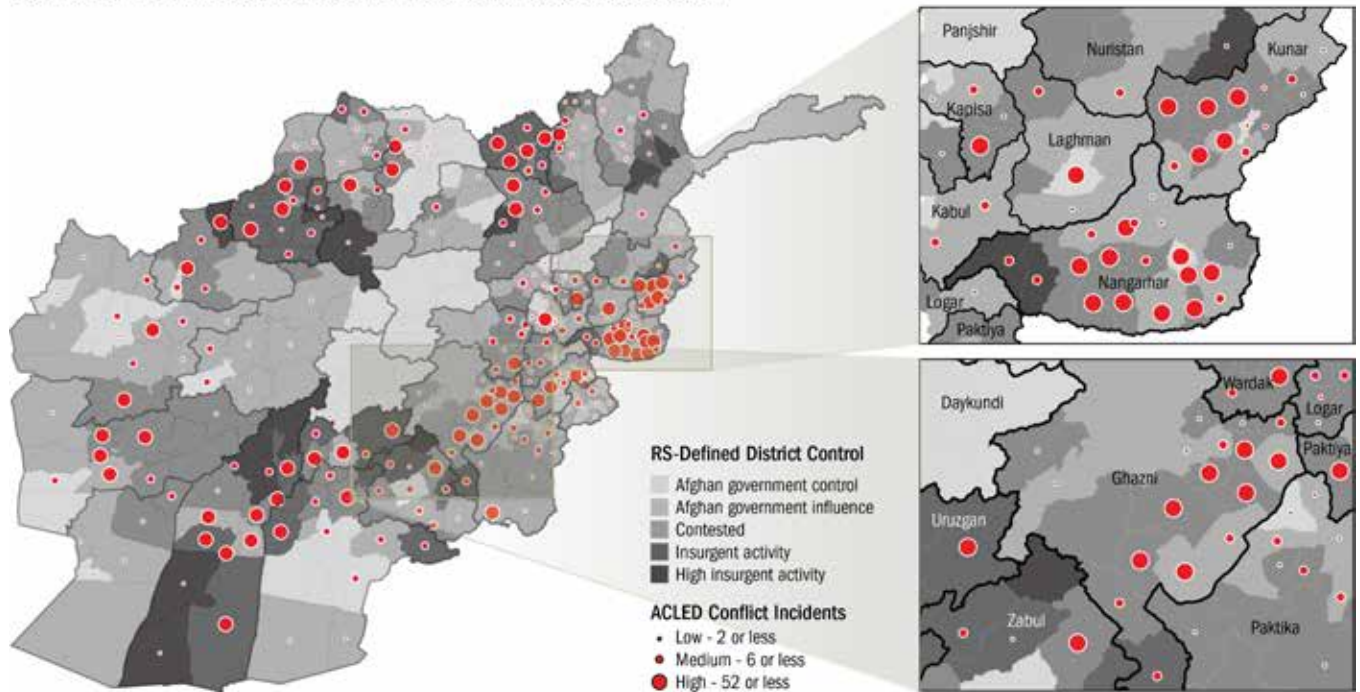 RS-Defined District Control
Afghan government control
Afghan government influence
Contested
Insurgent activity
High insurgent activity
ACLED Conflict Incidents
Low - 2 or less
Medium - 6 or less
High - 52 or less
Panjshir
Nuristan
Kunar
Kapisa
Laghman
Kabul
Nangarhar
Logar
Paktiya
Wardak
Daykundi
Logar
Paktiya
Ghazni
Uruzgan
Zabul
Paktika